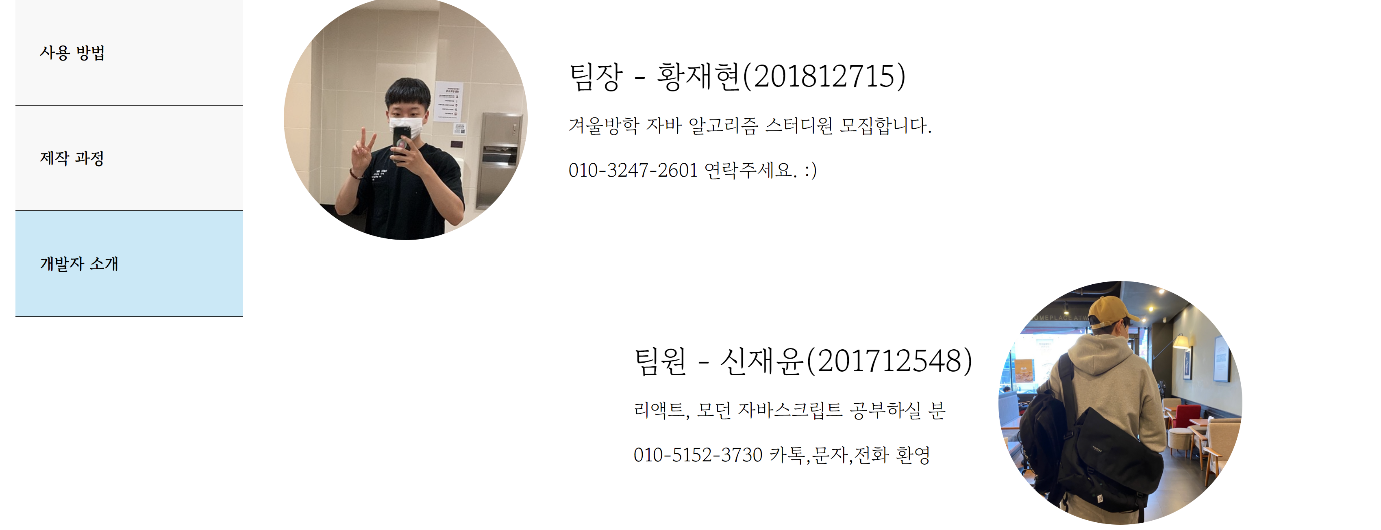 사용 방법
제작 과정
개발자 소개
팀장 - 황재현(201812715)
겨울방학 자바 알고리즘 스터디원 모집합니다.
010-3247-2601 연락주세요. :)
팀원 - 신재윤(201712548)
리액트, 모던 자바스크립트 공부하실 분
010-5152-3730 카톡,문자,전화 환영